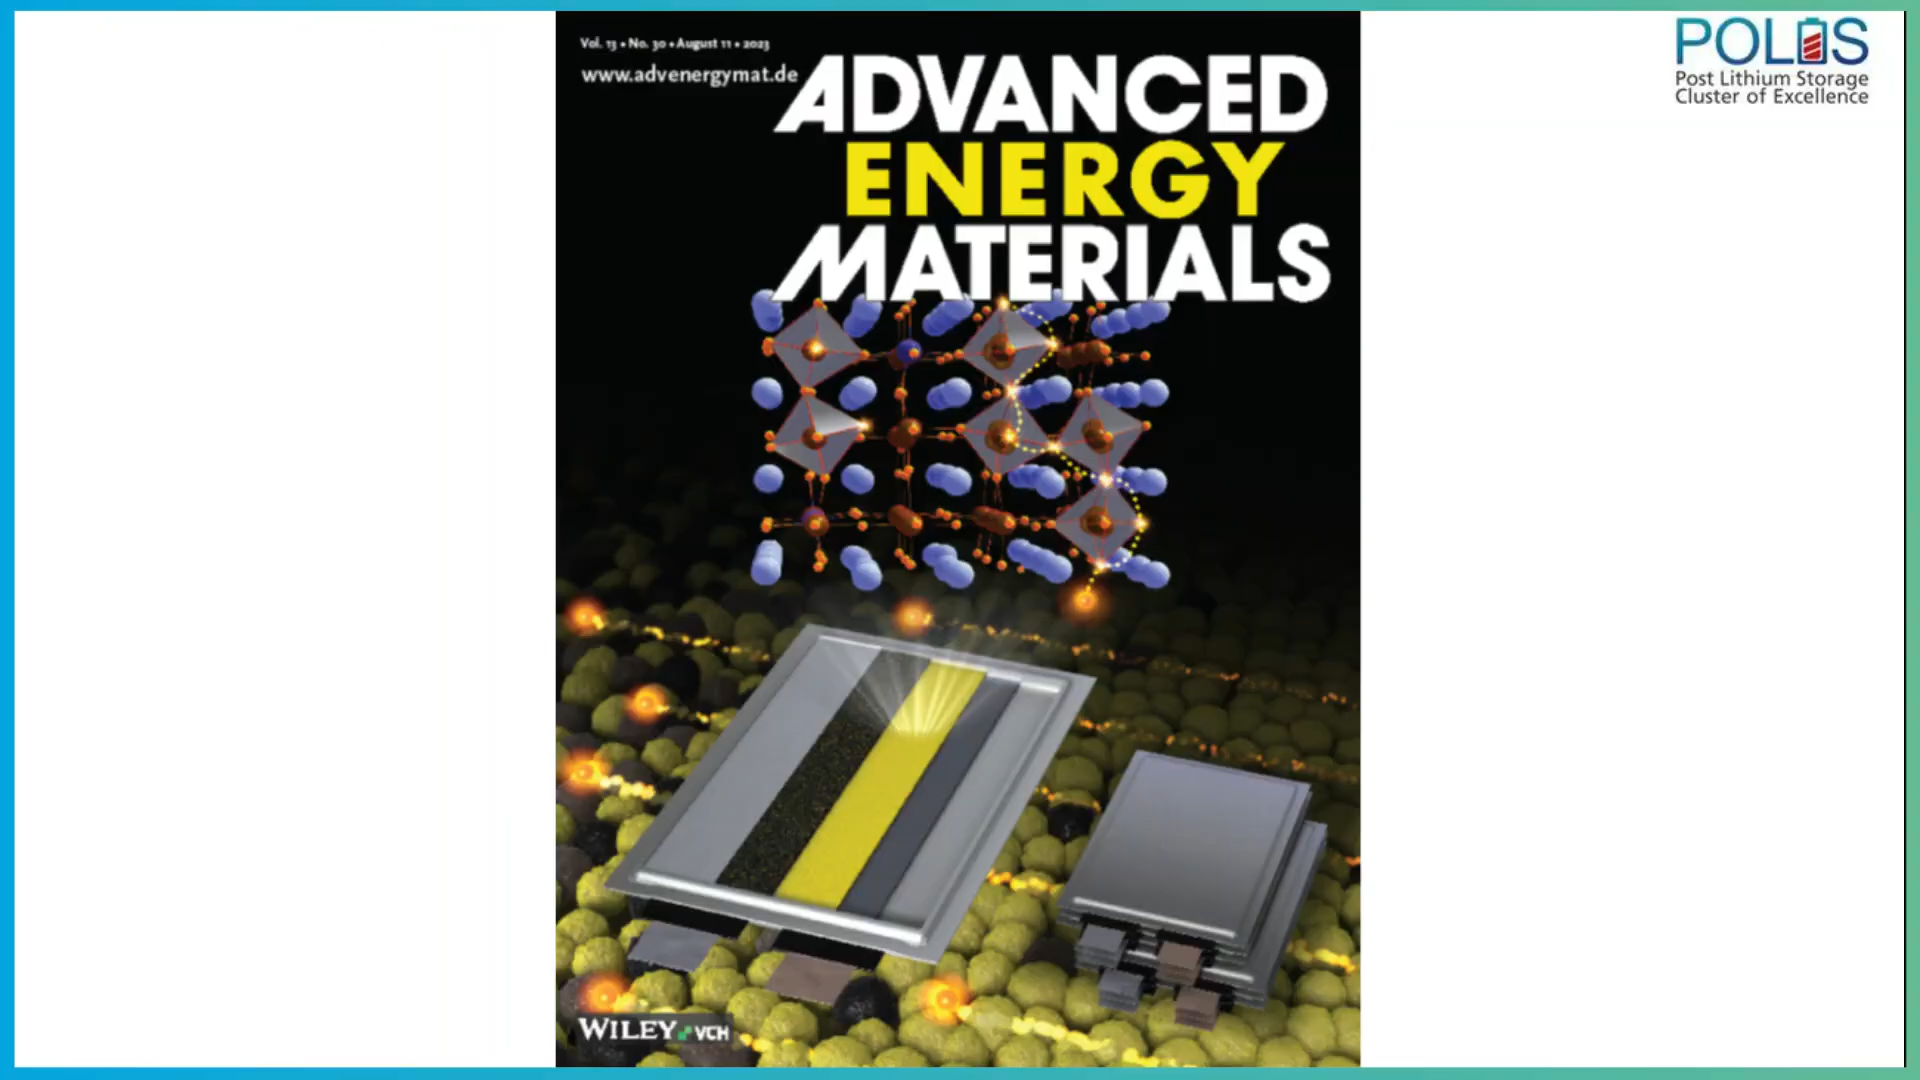 Vol. 13 • No. 30 • August 11 • 2023
www.advenergymat.de
ADVANCED
ENERGY
MATERIALS
WILEY VCH
POLiS
Post Lithium Storage
Cluster of Excellence